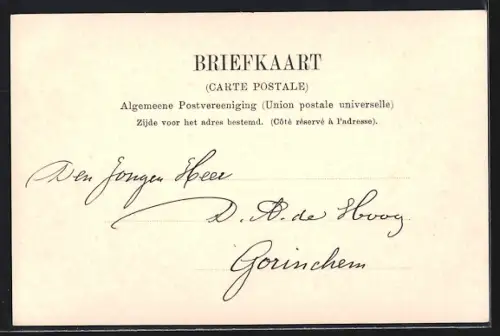 BRIEFKAART
(CARTE POSTALE)
Algemeene Postvereeniging (Union postale universelle)
Zijde voor het adres bestemd. (Côté réservé à l'adresse).
Den Jongen Heer
D. A. de Hoog
Gorinchem